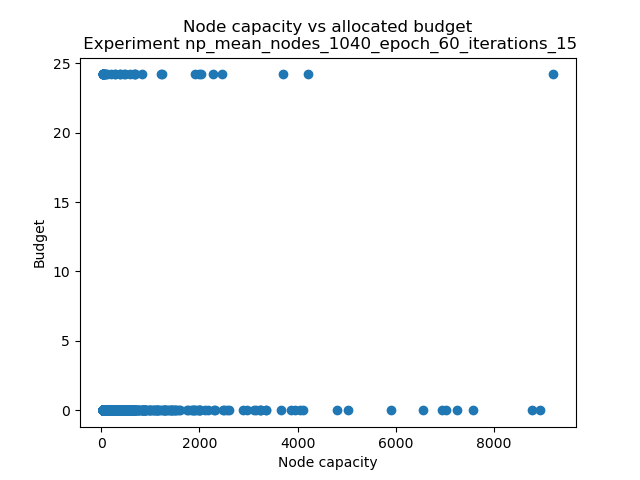 Node capacity vs allocated budget
Experiment np_mean_nodes_1040_epoch_60_iterations_15
25
20
15
10
5
0
Budget
0 2000 4000 6000 8000
Node capacity